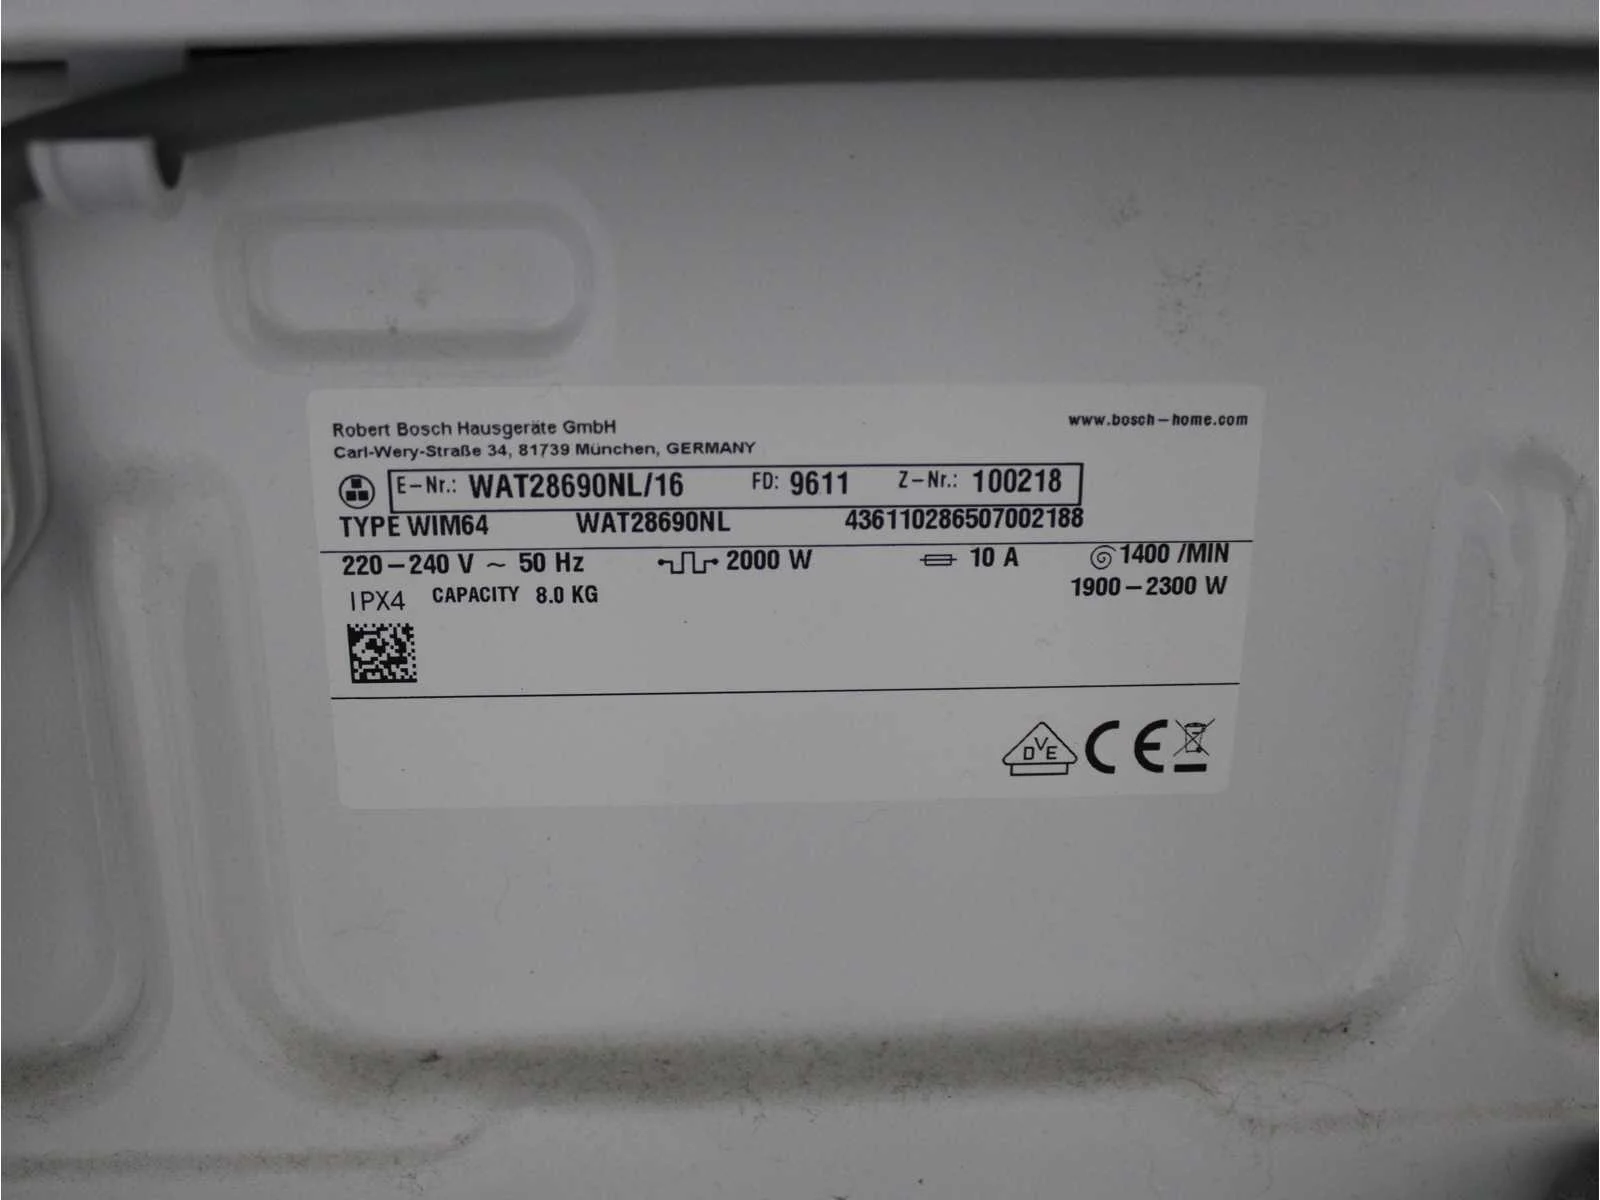 Robert Bosch Hausgeräte GmbH
www.bosch-home.com
Carl-Wery-Straße 34, 81739 München, GERMANY
E-Nr.: WAT28690NL/16 FD: 9611 Z-Nr.: 100218
TYPE WIM64 WAT28690NL 436110286507002188
220-240 V ~ 50 Hz 2000 W 10 A 1400 /MIN
IPX4 CAPACITY 8.0 KG 1900-2300 W
DVE CE